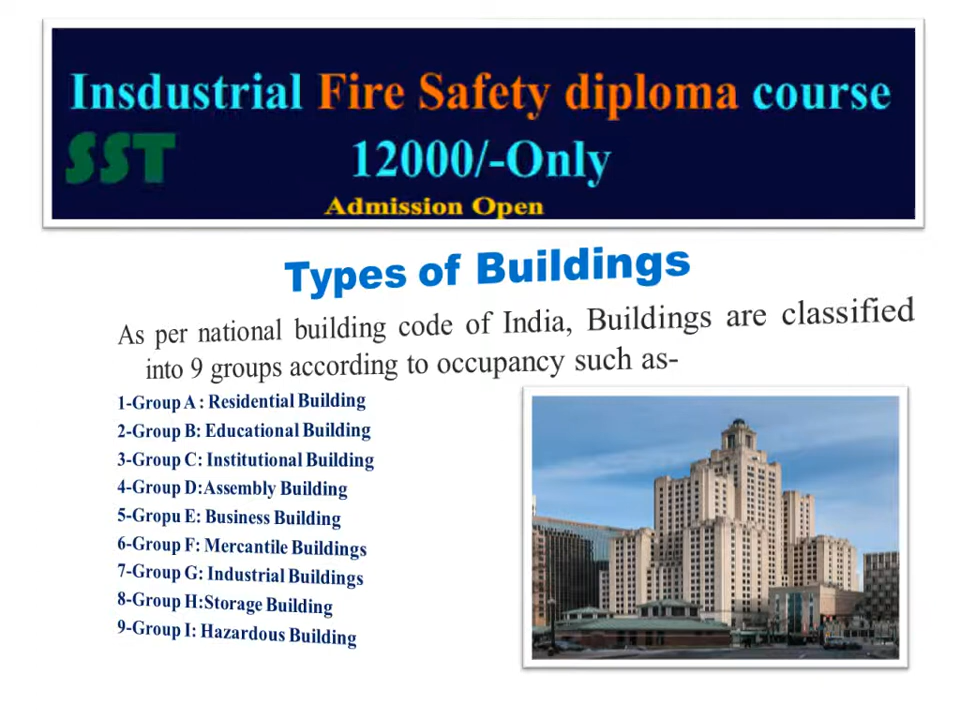 Insdustrial Fire Safety diploma course
SST
12000/-Only
Admission Open
Types of Buildings
As per national building code of India, Buildings are classified
into 9 groups according to occupancy such as-
1-Group A : Residential Building
2-Group B: Educational Building
3-Group C: Institutional Building
4-Group D:Assembly Building
5-Gropu E: Business Building
6-Group F: Mercantile Buildings
7-Group G: Industrial Buildings
8-Group H:Storage Building
9-Group I: Hazardous Building